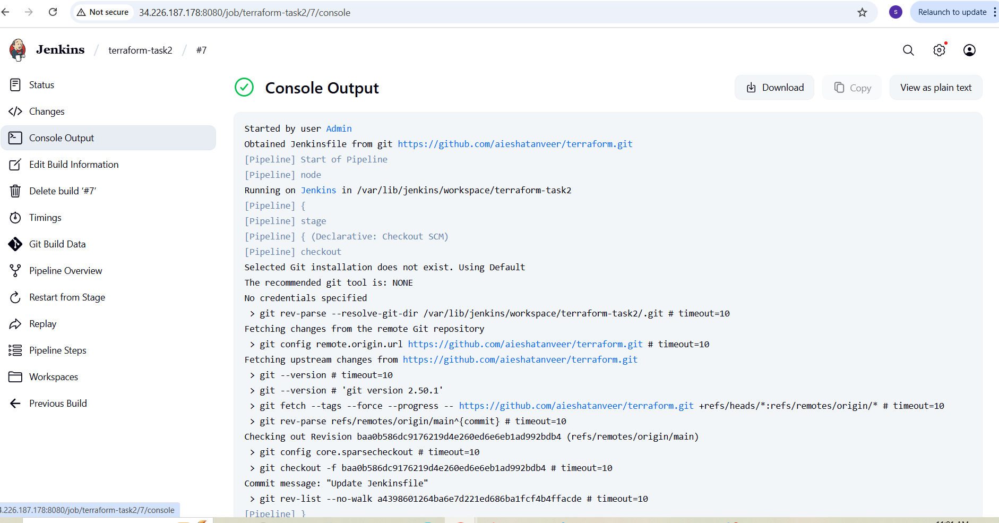 Not secure 34.226.187.178:8080/job/terraform-task2/7/console S Relaunch to update
Jenkins / terraform-task2 / #7
Status
Changes
Console Output
Edit Build Information
Delete build ‘#7’
Timings
Git Build Data
Pipeline Overview
Restart from Stage
Replay
Pipeline Steps
Workspaces
Previous Build
Console Output
Download
Copy
View as plain text
Started by user Admin
Obtained Jenkinsfile from git https://github.com/aieshatanveer/terraform.git
[Pipeline] Start of Pipeline
[Pipeline] node
Running on Jenkins in /var/lib/jenkins/workspace/terraform-task2
[Pipeline] {
[Pipeline] stage
[Pipeline] { (Declarative: Checkout SCM)
[Pipeline] checkout
Selected Git installation does not exist. Using Default
The recommended git tool is: NONE
No credentials specified
> git rev-parse --resolve-git-dir /var/lib/jenkins/workspace/terraform-task2/.git # timeout=10
Fetching changes from the remote Git repository
> git config remote.origin.url https://github.com/aieshatanveer/terraform.git # timeout=10
Fetching upstream changes from https://github.com/aieshatanveer/terraform.git
> git --version # timeout=10
> git --version # 'git version 2.50.1'
> git fetch --tags --force --progress -- https://github.com/aieshatanveer/terraform.git +refs/heads/*:refs/remotes/origin/* # timeout=10
> git rev-parse refs/remotes/origin/main^{commit} # timeout=10
Checking out Revision baa0b586dc9176219d4e260ed6e6eb1ad992bdb4 (refs/remotes/origin/main)
> git config core.sparsecheckout # timeout=10
> git checkout -f baa0b586dc9176219d4e260ed6e6eb1ad992bdb4 # timeout=10
Commit message: "Update Jenkinsfile"
> git rev-list --no-walk a4398601264ba6e7d221ed686ba1fcf4b4ffacde # timeout=10
[Pipeline] }
4.226.187.178:8080/job/terraform-task2/7/console